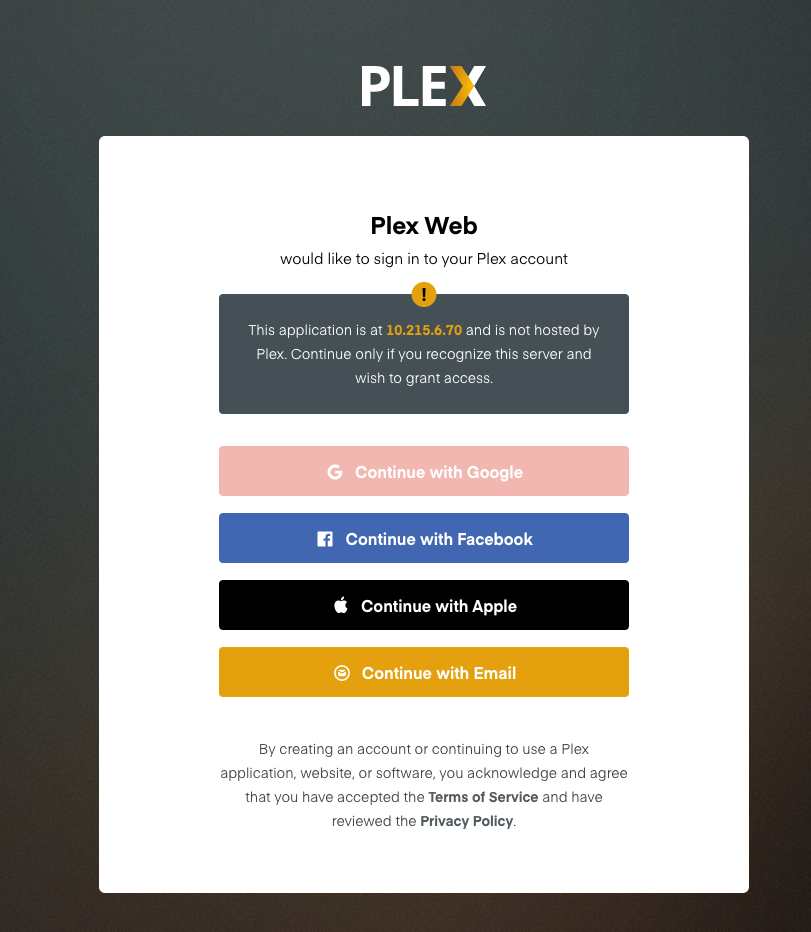 PLEX
Plex Web
would like to sign in to your Plex account
!
This application is at 10.215.6.70 and is not hosted by
Plex. Continue only if you recognize this server and
wish to grant access.
G Continue with Google
f Continue with Facebook
Continue with Apple
Continue with Email
By creating an account or continuing to use a Plex
application, website, or software, you acknowledge and agree
that you have accepted the Terms of Service and have
reviewed the Privacy Policy.